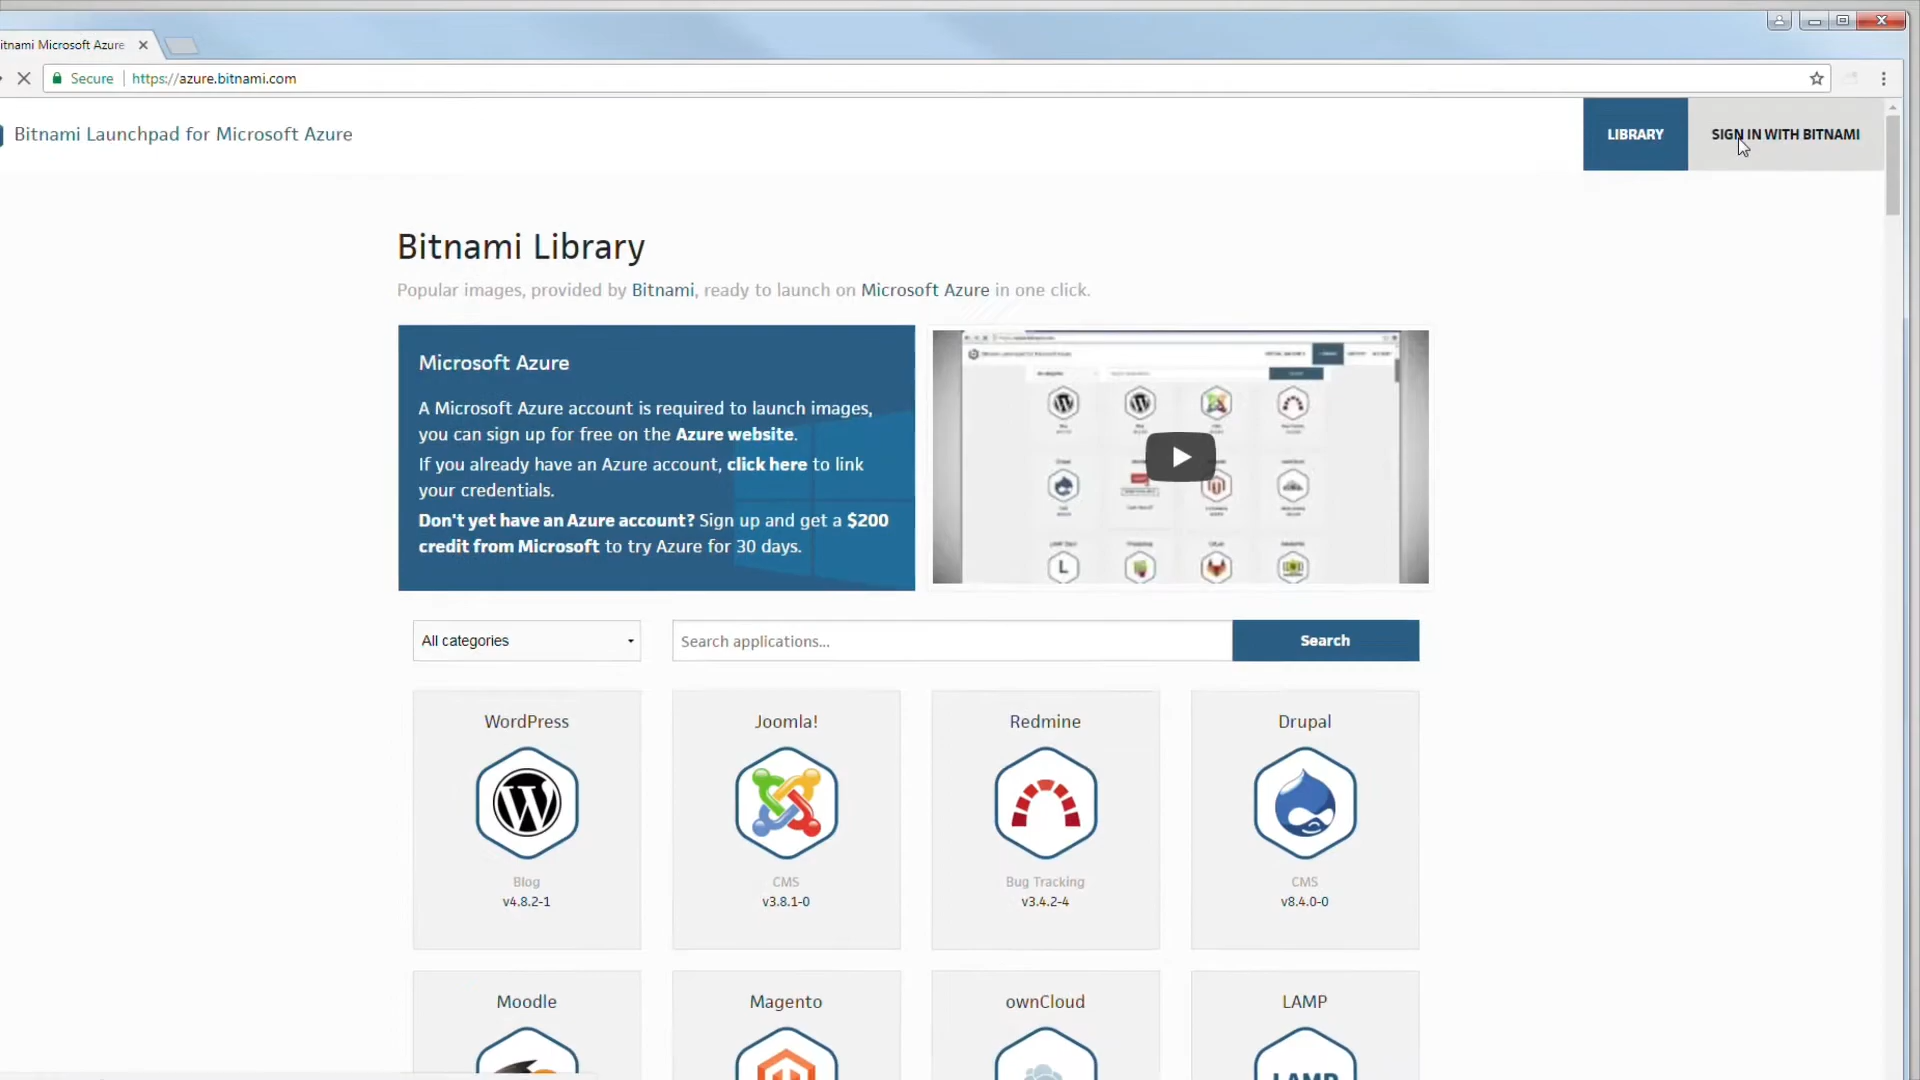 itnami Microsoft Azure
Secure https://azure.bitnami.com
Bitnami Launchpad for Microsoft Azure
LIBRARY
SIGN IN WITH BITNAMI
Bitnami Library
Popular images, provided by Bitnami, ready to launch on Microsoft Azure in one click.
Microsoft Azure
A Microsoft Azure account is required to launch images,
you can sign up for free on the Azure website.
If you already have an Azure account, click here to link
your credentials.
Don't yet have an Azure account? Sign up and get a $200
credit from Microsoft to try Azure for 30 days.
All categories
Search applications...
Search
WordPress
Blog
v4.8.2-1
Joomla!
CMS
v3.8.1-0
Redmine
Bug Tracking
v3.4.2-4
Drupal
CMS
v8.4.0-0
Moodle
Magento
ownCloud
LAMP
LAMP